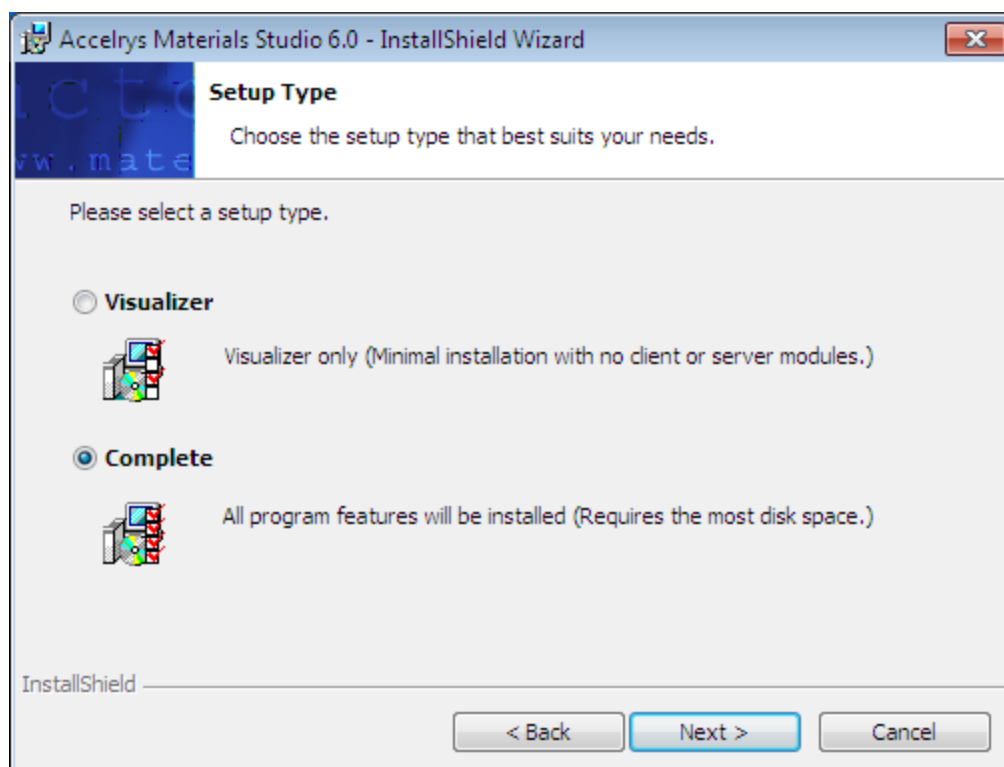 Accelrys Materials Studio 6.0 - InstallShield Wizard
Setup Type
Choose the setup type that best suits your needs.
Please select a setup type.
Visualizer
Visualizer only (Minimal installation with no client or server modules.)
Complete
All program features will be installed (Requires the most disk space.)
InstallShield
< Back
Next >
Cancel